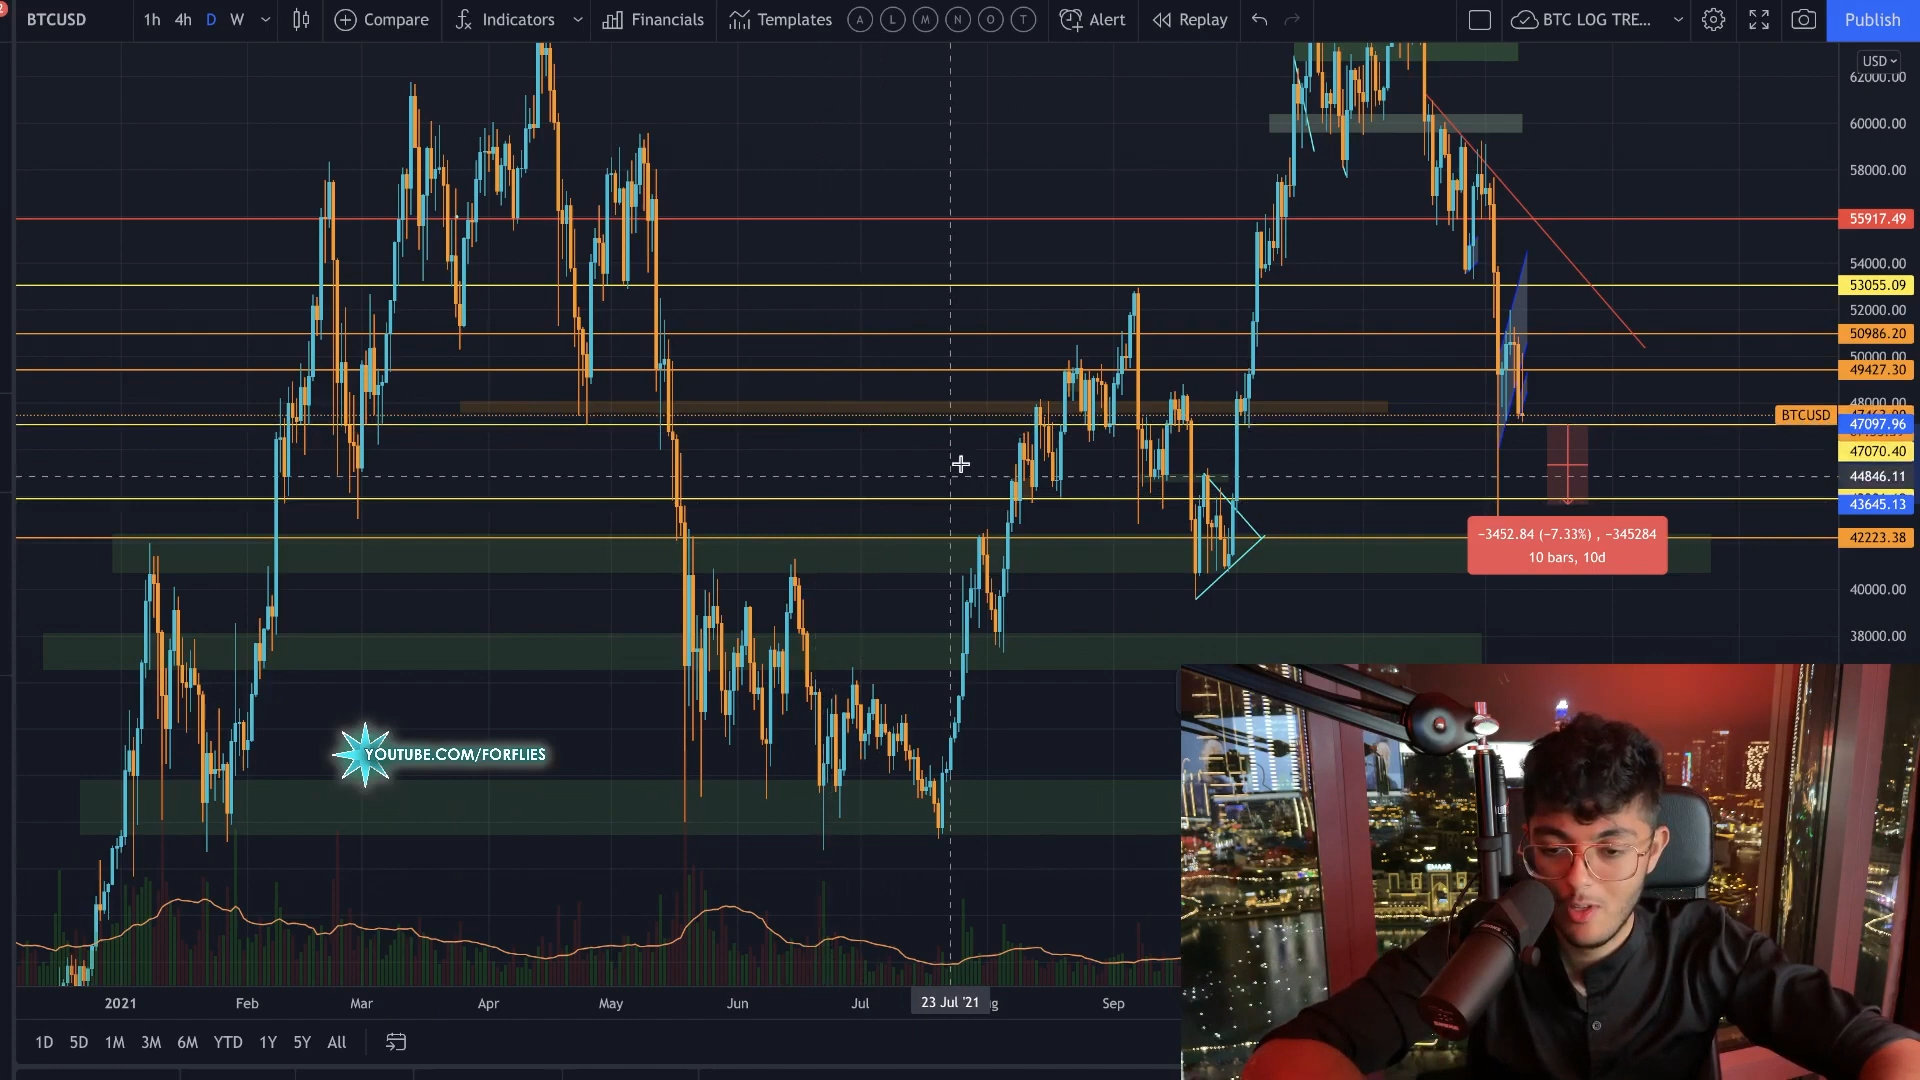 BTCUSD 1h 4h D W Compare Indicators Financials Templates A L M N O T Alert Replay BTC LOG TRE... Publish
USD
62000.00
60000.00
58000.00
55917.49
54000.00
53055.09
52000.00
50986.20
50000.00
49427.30
48000.00
BTCUSD
47097.96
47070.40
44846.11
43645.13
42223.38
-3452.84 (-7.33%) , -345284
10 bars, 10d
40000.00
38000.00
YOUTUBE.COM/FORFLIES
EMAAR
2021 Feb Mar Apr May Jun Jul 23 Jul '21 Sep
1D 5D 1M 3M 6M YTD 1Y 5Y All